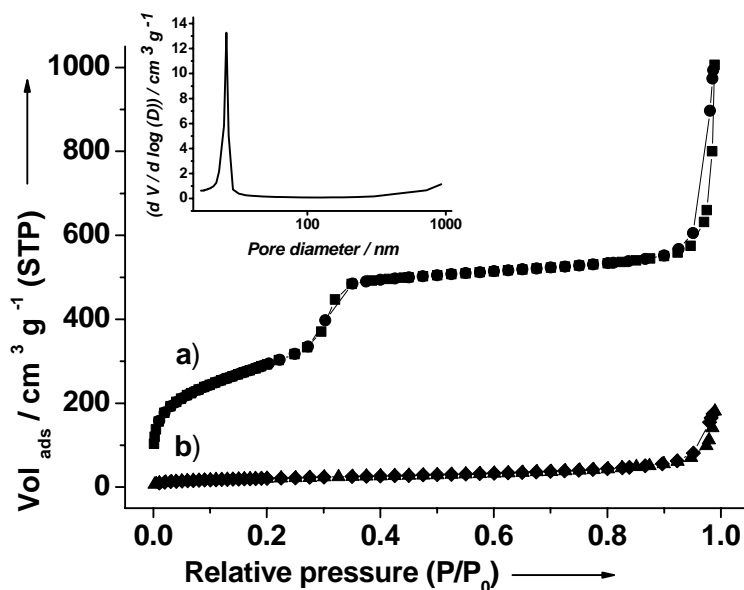 14
12
10
8
6
4
2
0
(d V / d log (D)) / cm 3 g -1
100
1000
Pore diameter / nm
1000
800
600
400
200
0
Vol ads / cm 3 g -1 (STP)
a)
b)
0.0 0.2 0.4 0.6 0.8 1.0
Relative pressure (P/P0)